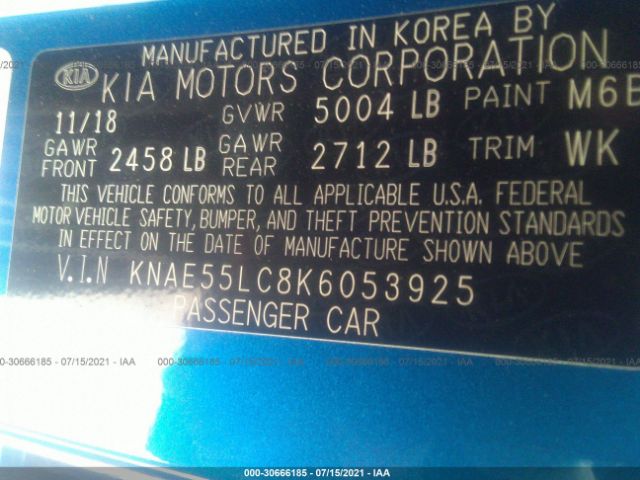 MANUFACTURED IN KOREA BY
KIA KIA MOTORS CORPORATION
11/18 GVWR 5004 LB PAINT M6B
GAWR FRONT 2458 LB GAWR REAR 2712 LB TRIM WK
THIS VEHICLE CONFORMS TO ALL APPLICABLE U.S.A. FEDERAL
MOTOR VEHICLE SAFETY, BUMPER, AND THEFT PREVENTION STANDARDS
IN EFFECT ON THE DATE OF MANUFACTURE SHOWN ABOVE
V.I.N KNAE55LC8K6053925
PASSENGER CAR
000-30666185 - 07/15/2021 - IAA